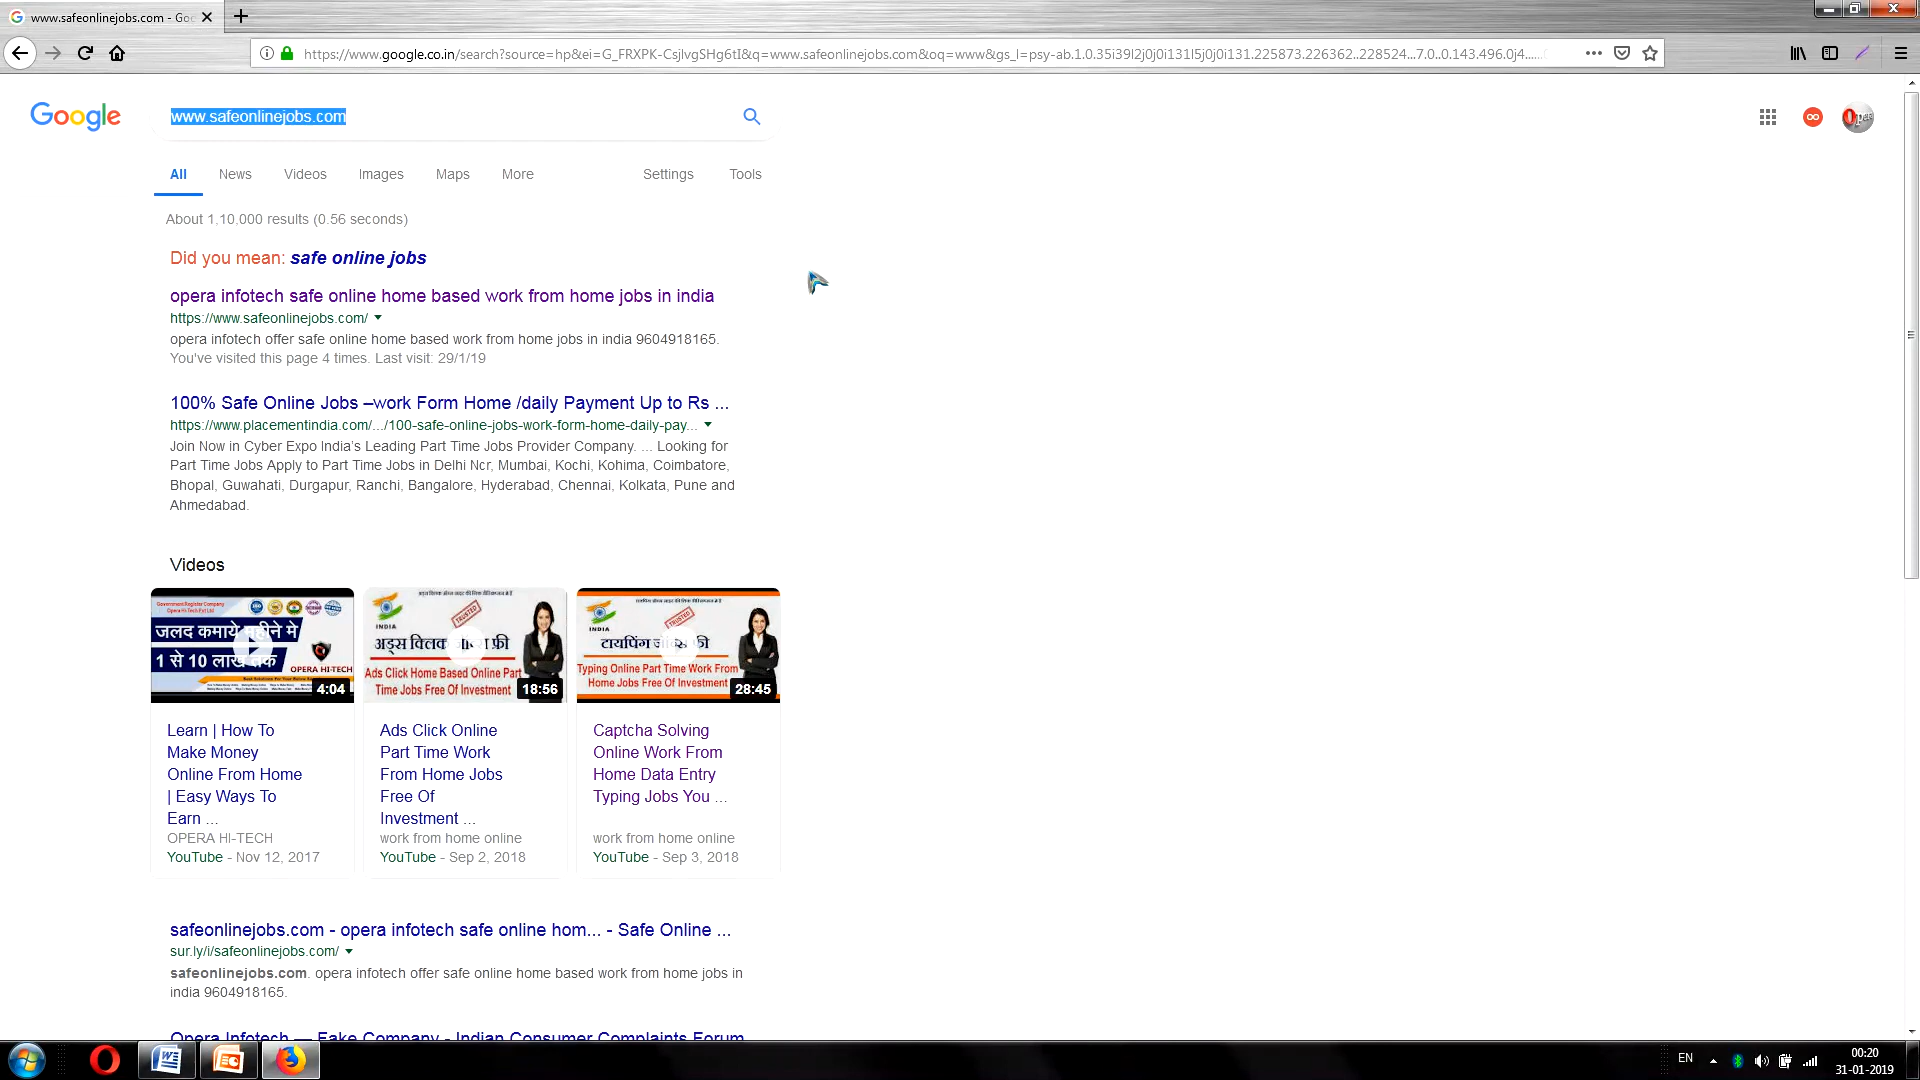 www.safeonlinejobs.com - Goo
https://www.google.co.in/search?source=hp&ei=G_FRXPK-CsjlvgSHg6tI&q=www.safeonlinejobs.com&oq=www&gs_l=psy-ab.1.0.35i39l2j0j0i131l5j0j0i131.225873.226362..228524...7.0..0.143.496.0j4......
Google
www.safeonlinejobs.com
Opera
All News Videos Images Maps More Settings Tools
About 1,10,000 results (0.56 seconds)
Did you mean: safe online jobs
opera infotech safe online home based work from home jobs in india
https://www.safeonlinejobs.com/
opera infotech offer safe online home based work from home jobs in india 9604918165.
You've visited this page 4 times. Last visit: 29/1/19
100% Safe Online Jobs –work Form Home /daily Payment Up to Rs ...
https://www.placementindia.com/.../100-safe-online-jobs-work-form-home-daily-pay...
Join Now in Cyber Expo India's Leading Part Time Jobs Provider Company. ... Looking for
Part Time Jobs Apply to Part Time Jobs in Delhi Ncr, Mumbai, Kochi, Kohima, Coimbatore,
Bhopal, Guwahati, Durgapur, Ranchi, Bangalore, Hyderabad, Chennai, Kolkata, Pune and
Ahmedabad.
Videos
Government Register Company
Opera Hi-Tech Pvt Ltd
जलद कमाये महीने मे
1 से 10 लाख तक
OPERA HI-TECH
4:04
INDIA
TRUSTED
अड्स क्लिक जाब्स फ्री
Ads Click Home Based Online Part
Time Jobs Free Of Investment
18:56
INDIA
TRUSTED
टायपिंग जॉब्स फ्री
Typing Online Part Time Work From
Home Jobs Free Of Investment
28:45
Learn | How To
Make Money
Online From Home
| Easy Ways To
Earn ...
OPERA HI-TECH
YouTube - Nov 12, 2017
Ads Click Online
Part Time Work
From Home Jobs
Free Of
Investment ...
work from home online
YouTube - Sep 2, 2018
Captcha Solving
Online Work From
Home Data Entry
Typing Jobs You ...
work from home online
YouTube - Sep 3, 2018
safeonlinejobs.com - opera infotech safe online hom... - Safe Online ...
sur.ly/i/safeonlinejobs.com/
safeonlinejobs.com. opera infotech offer safe online home based work from home jobs in
india 9604918165.
Opera Infotech — Fake Company - Indian Consumer Complaints Forum
EN
00:20
31-01-2019